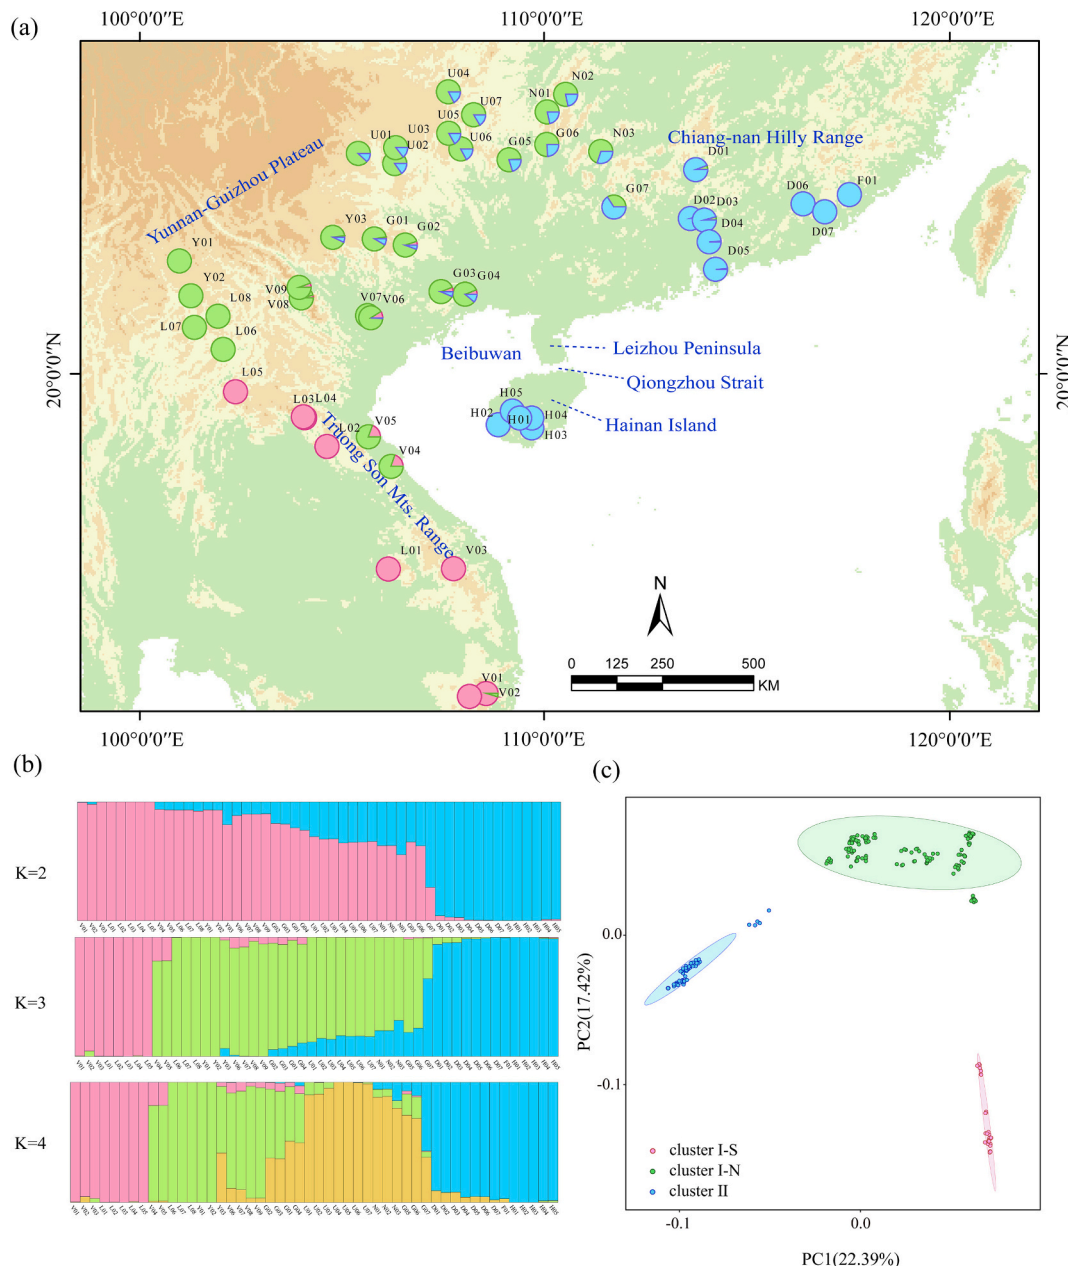 (a)
100°0′0″E 110°0′0″E 120°0′0″E
U04
N02
U07
N01
U05
U03
U01
G06
N03
U06
G05
U02
Chiang-nan Hilly Range
D01
F01
D06
G07
Yunnan-Guizhou Plateau
D02 D03
Y03 G01
G02
D04
D07
Y01
D05
G03
G04
Y02
V09
L08
V07 V06
V08
L07
L06
Beibuwan
Leizhou Peninsula
20°0′0″N
20°0′0″N
L05
Qiongzhou Strait
H05
L03 L04
H02 H01 H04
Hainan Island
V05
L02
H03
Truong Son Mts. Range
V04
L01
V03
N
0 125 250 500
KM
V01
V02
100°0′0″E 110°0′0″E 120°0′0″E
(b)
K=2
K=3
K=4
(c)
PC2(17.42%)
0.0
-0.1
cluster I-S
cluster I-N
cluster II
-0.1 0.0
PC1(22.39%)